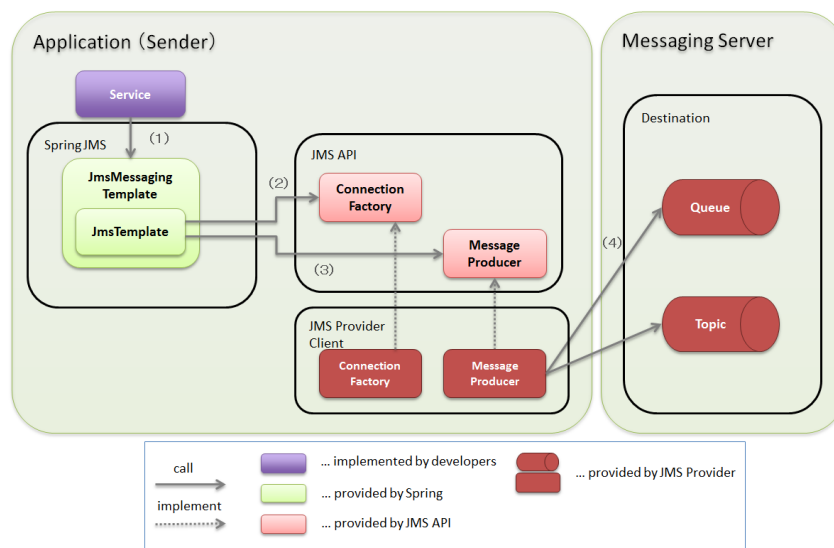 Application (Sender)
Messaging Server
Service
(1)
Spring JMS
JmsMessaging
Template
JmsTemplate
(2)
(3)
JMS API
Connection
Factory
Message
Producer
JMS Provider
Client
Connection
Factory
Message
Producer
(4)
Destination
Queue
Topic
call
implement
... implemented by developers
... provided by Spring
... provided by JMS API
... provided by JMS Provider